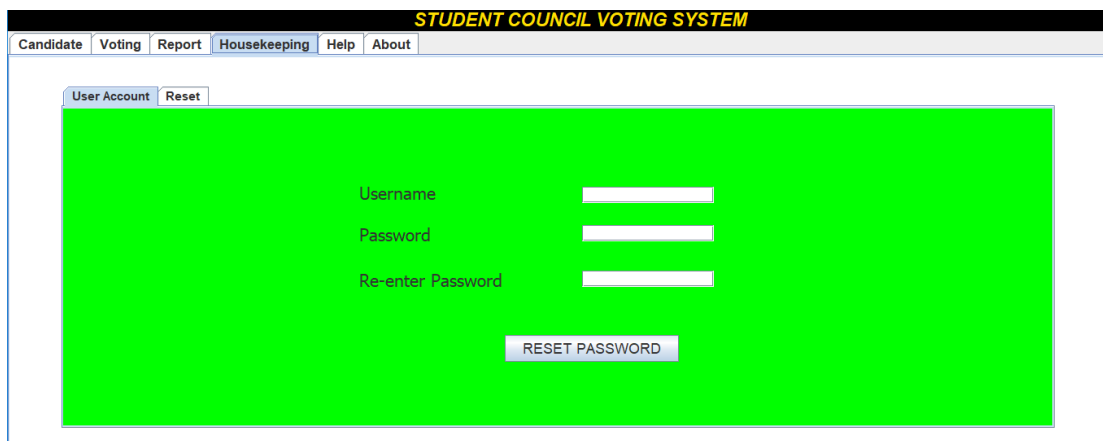 STUDENT COUNCIL VOTING SYSTEM
Candidate Voting Report Housekeeping Help About
User Account Reset
Username
Password
Re-enter Password
RESET PASSWORD